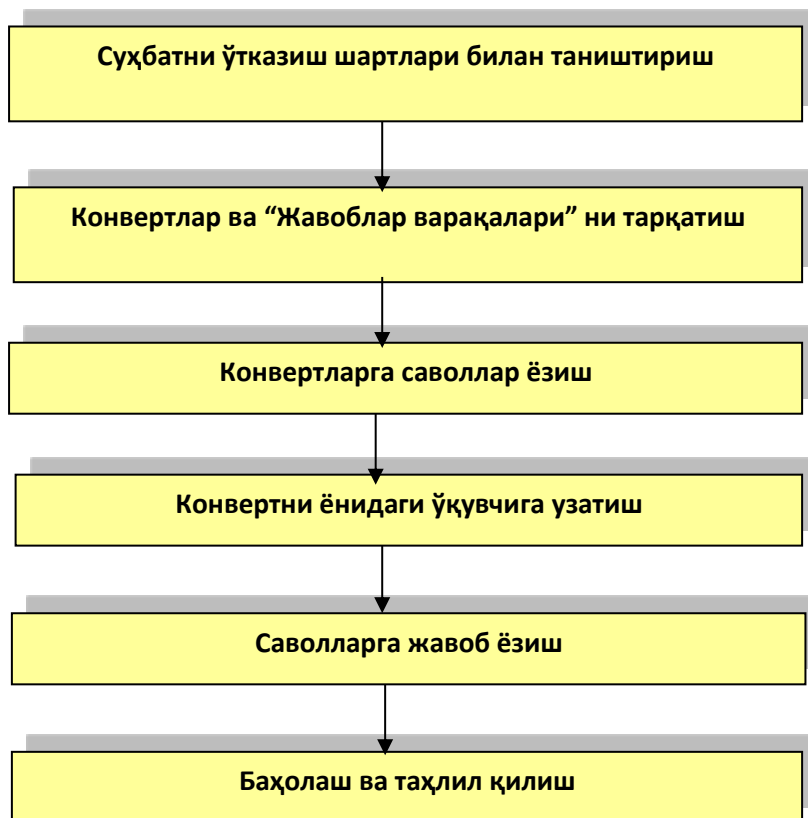 Суҳбатни ўтказиш шартлари билан таништириш
Конвертлар ва “Жавоблар варақалари” ни тарқатиш
Конвертларга саволлар ёзиш
Конвертни ёнидаги ўқувчига узатиш
Саволларга жавоб ёзиш
Баҳолаш ва таҳлил қилиш